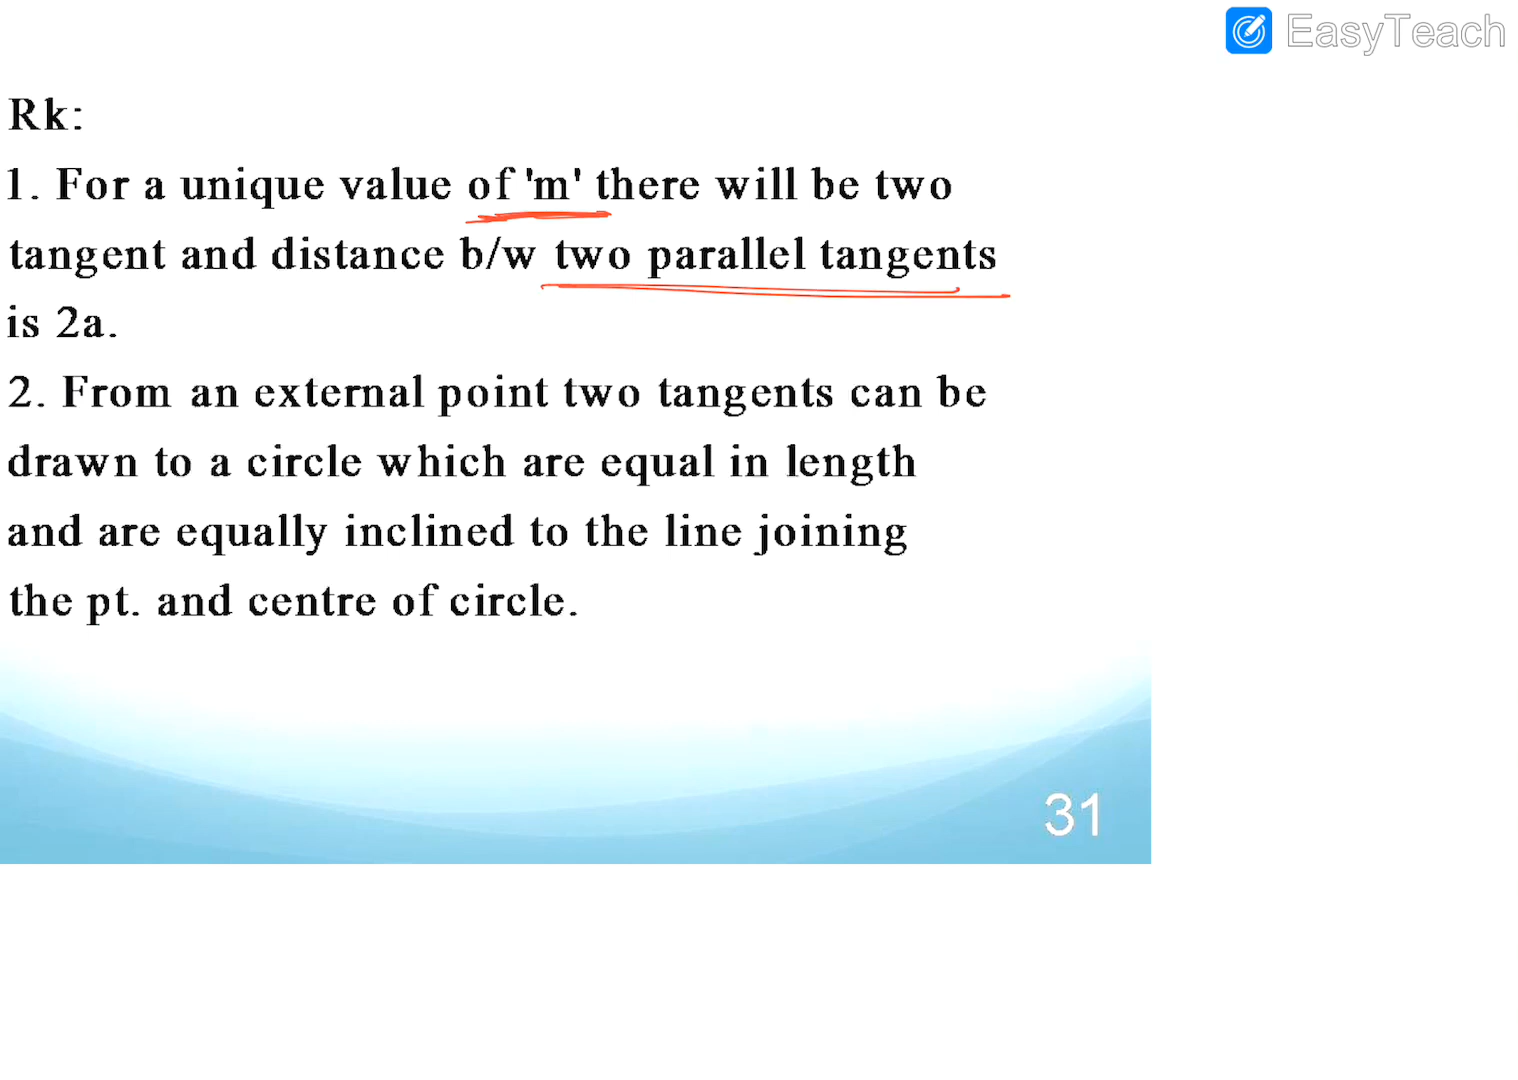 EasyTeach
Rk:
1. For a unique value of 'm' there will be two
tangent and distance b/w two parallel tangents
is 2a.
2. From an external point two tangents can be
drawn to a circle which are equal in length
and are equally inclined to the line joining
the pt. and centre of circle.
31